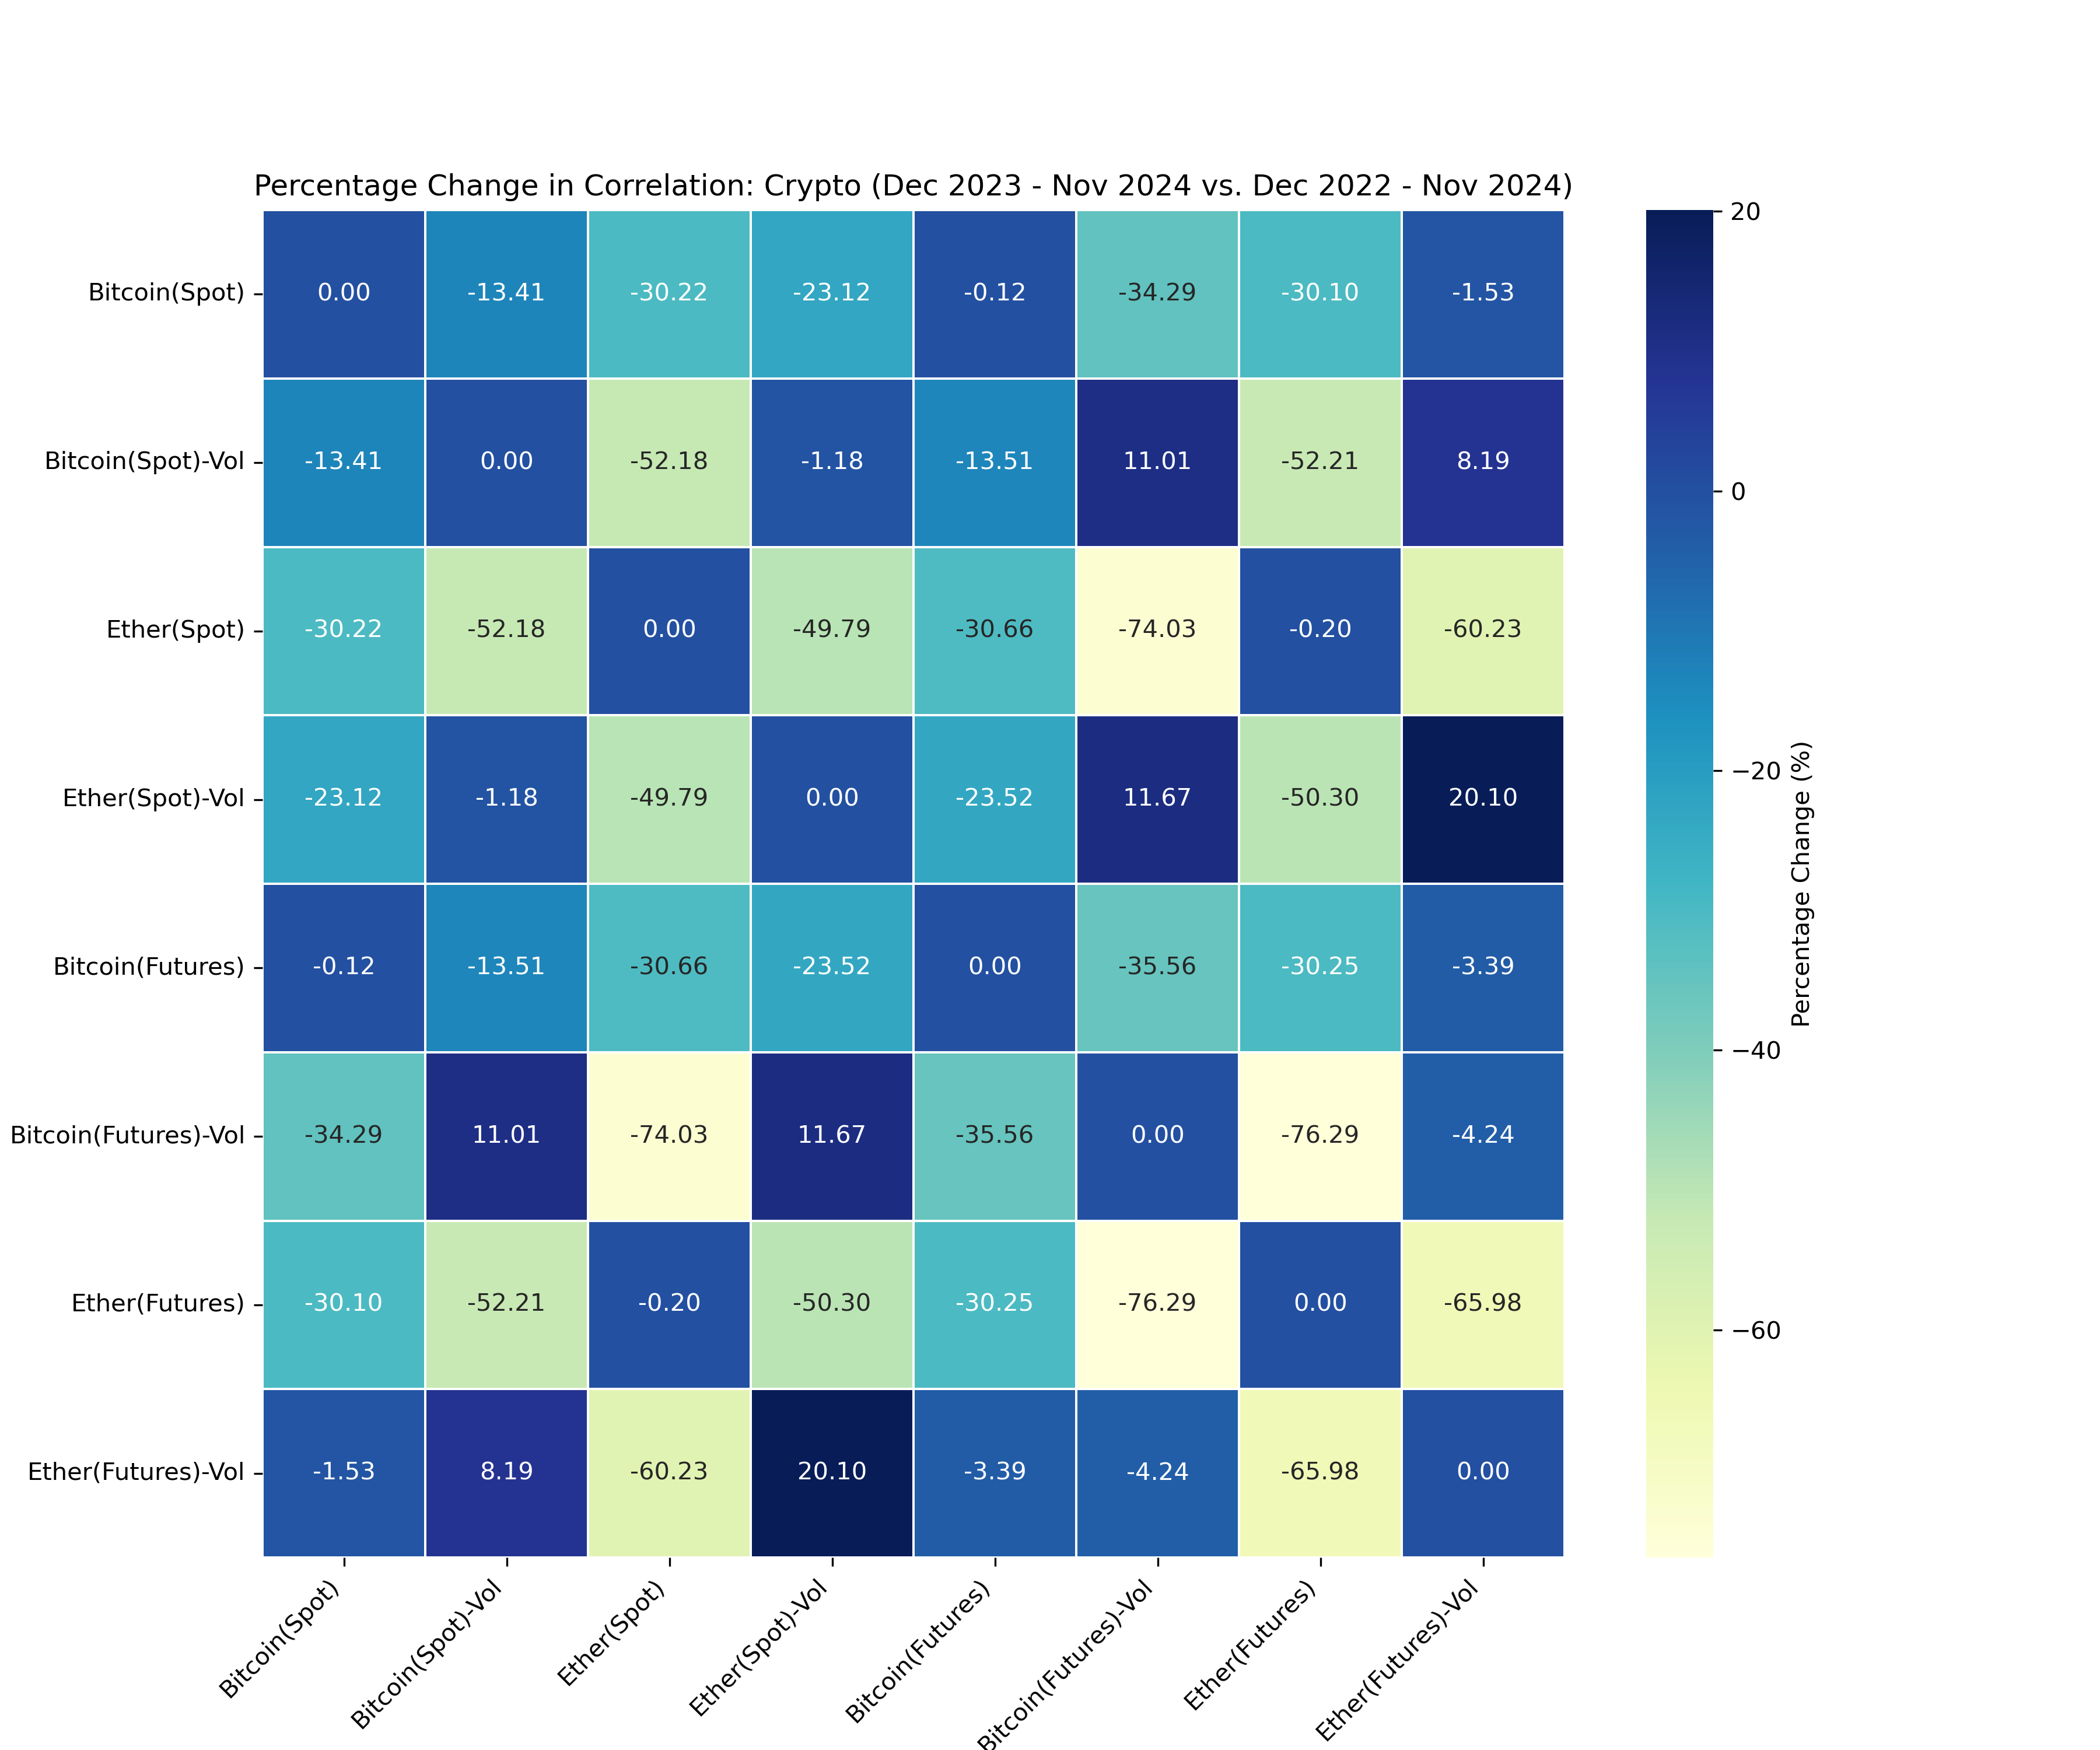 Percentage Change in Correlation: Crypto (Dec 2023 - Nov 2024 vs. Dec 2022 - Nov 2024)
Bitcoin(Spot) 0.00 -13.41 -30.22 -23.12 -0.12 -34.29 -30.10 -1.53
Bitcoin(Spot)-Vol -13.41 0.00 -52.18 -1.18 -13.51 11.01 -52.21 8.19
Ether(Spot) -30.22 -52.18 0.00 -49.79 -30.66 -74.03 -0.20 -60.23
Ether(Spot)-Vol -23.12 -1.18 -49.79 0.00 -23.52 11.67 -50.30 20.10
Bitcoin(Futures) -0.12 -13.51 -30.66 -23.52 0.00 -35.56 -30.25 -3.39
Bitcoin(Futures)-Vol -34.29 11.01 -74.03 11.67 -35.56 0.00 -76.29 -4.24
Ether(Futures) -30.10 -52.21 -0.20 -50.30 -30.25 -76.29 0.00 -65.98
Ether(Futures)-Vol -1.53 8.19 -60.23 20.10 -3.39 -4.24 -65.98 0.00
Bitcoin(Spot)
Bitcoin(Spot)-Vol
Ether(Spot)
Ether(Spot)-Vol
Bitcoin(Futures)
Bitcoin(Futures)-Vol
Ether(Futures)
Ether(Futures)-Vol
20
0
−20
−40
−60
Percentage Change (%)